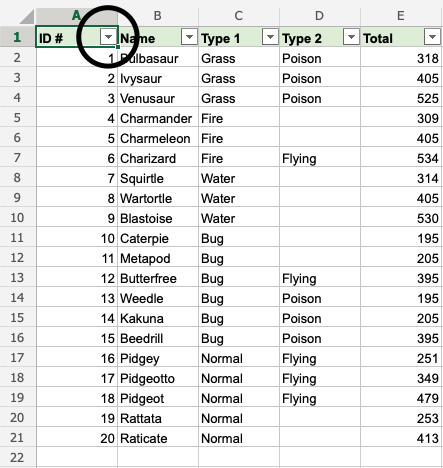 A B C D E
1 ID # Name Type 1 Type 2 Total
2 1 Bulbasaur Grass Poison 318
3 2 Ivysaur Grass Poison 405
4 3 Venusaur Grass Poison 525
5 4 Charmander Fire 309
6 5 Charmeleon Fire 405
7 6 Charizard Fire Flying 534
8 7 Squirtle Water 314
9 8 Wartortle Water 405
10 9 Blastoise Water 530
11 10 Caterpie Bug 195
12 11 Metapod Bug 205
13 12 Butterfree Bug Flying 395
14 13 Weedle Bug Poison 195
15 14 Kakuna Bug Poison 205
16 15 Beedrill Bug Poison 395
17 16 Pidgey Normal Flying 251
18 17 Pidgeotto Normal Flying 349
19 18 Pidgeot Normal Flying 479
20 19 Rattata Normal 253
21 20 Raticate Normal 413
22